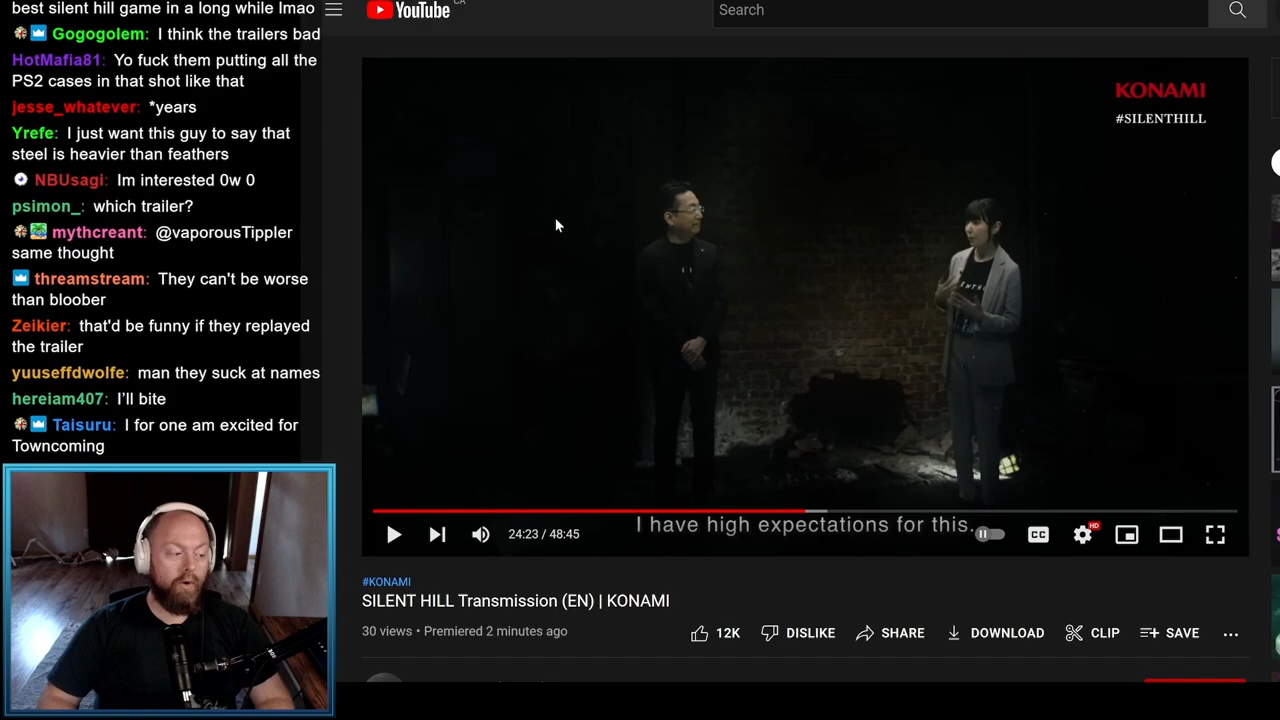 best silent hill game in a long while lmao
Gogogolem: I think the trailers bad
HotMafia81: Yo fuck them putting all the
PS2 cases in that shot like that
jesse_whatever: *years
Yrefe: I just want this guy to say that
steel is heavier than feathers
NBUsagi: Im interested 0w 0
psimon_: which trailer?
mythcreant: @vaporousTippler
same thought
threamstream: They can't be worse
than bloober
Zeikier: that'd be funny if they replayed
the trailer
yuuseffdwolfe: man they suck at names
hereiam407: I'll bite
Taisuru: I for one am excited for
Towncoming
YouTube CA
Search
KONAMI
#SILENTHILL
I have high expectations for this.
24:23 / 48:45
CC
HD
#KONAMI
SILENT HILL Transmission (EN) | KONAMI
30 views • Premiered 2 minutes ago
12K
DISLIKE
SHARE
DOWNLOAD
CLIP
SAVE